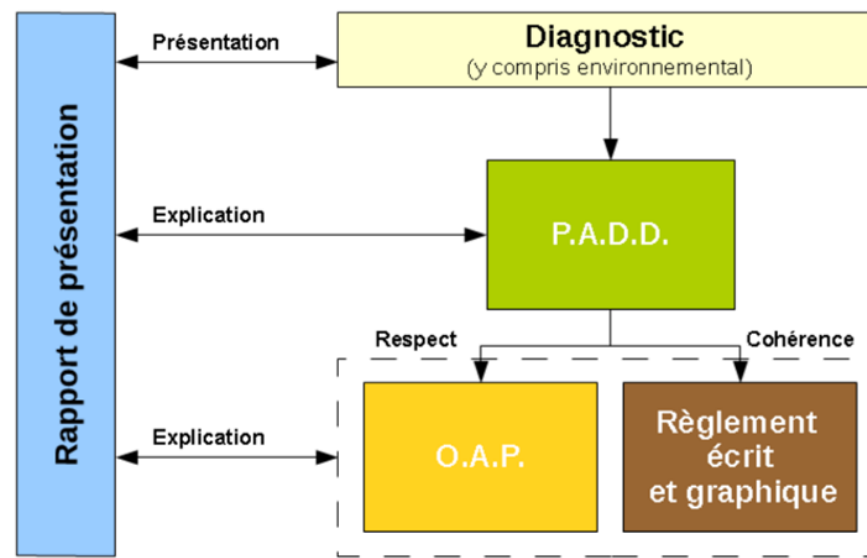 Rapport de présentation
Présentation
Diagnostic
(y compris environnemental)
Explication
P.A.D.D.
Respect
Cohérence
Explication
O.A.P.
Règlement
écrit
et graphique